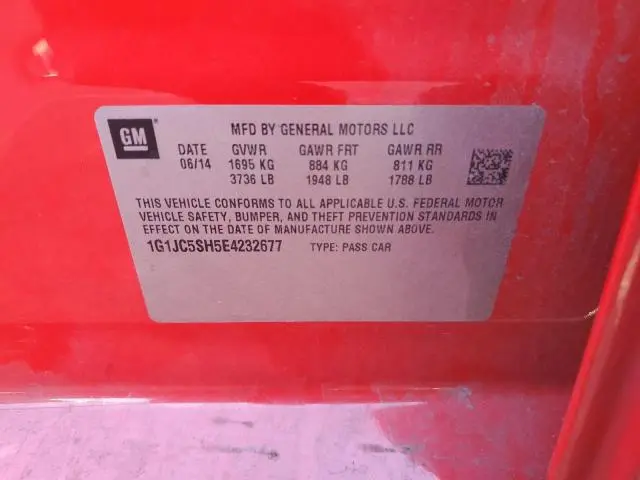 GM
MFD BY GENERAL MOTORS LLC
DATE GVWR GAWR FRT GAWR RR
06/14 1695 KG 884 KG 811 KG
3736 LB 1948 LB 1788 LB
THIS VEHICLE CONFORMS TO ALL APPLICABLE U.S. FEDERAL MOTOR
VEHICLE SAFETY, BUMPER, AND THEFT PREVENTION STANDARDS IN
EFFECT ON THE DATE OF MANUFACTURE SHOWN ABOVE.
1G1JC5SH5E4232677 TYPE: PASS CAR